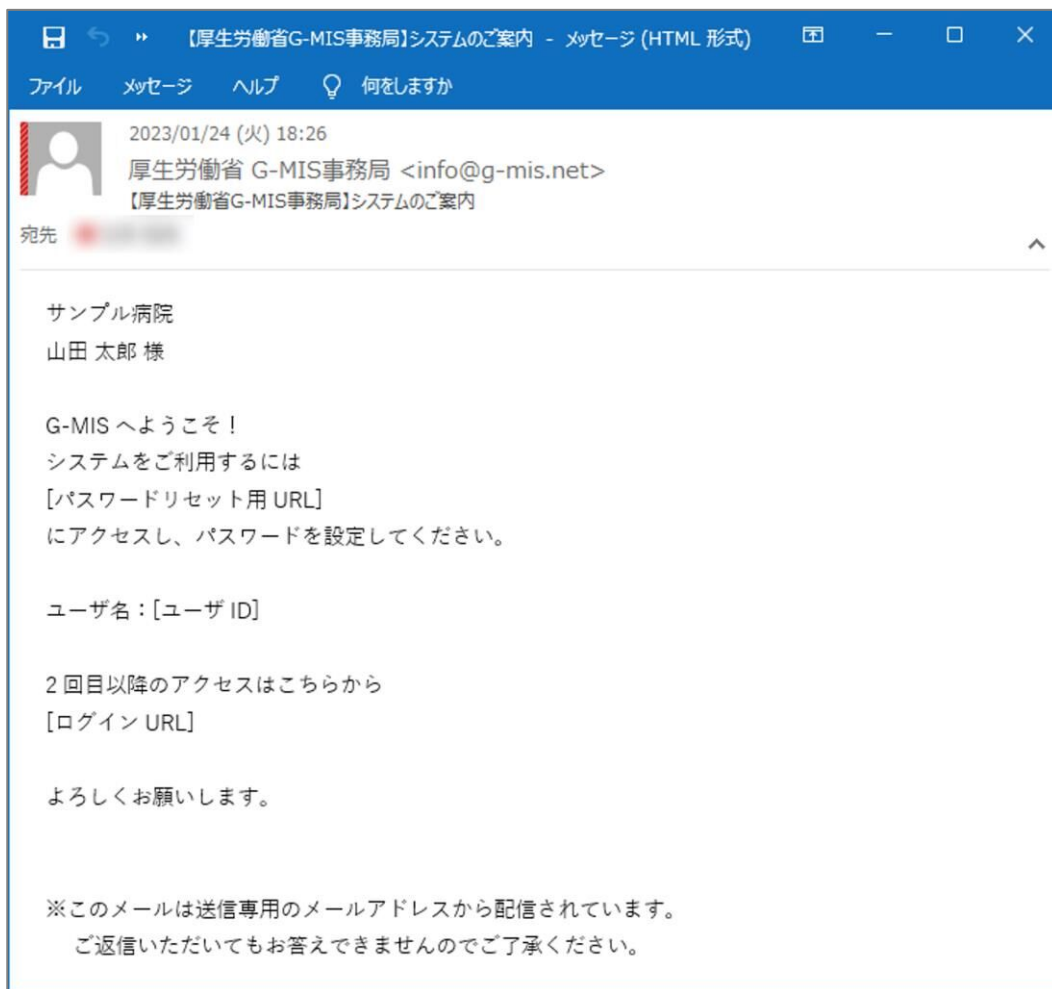 【厚生労働省G-MIS事務局】システムのご案内 - メッセージ (HTML 形式)
ファイル メッセージ ヘルプ 何をしますか
2023/01/24 (火) 18:26
厚生労働省 G-MIS事務局 <info@g-mis.net>
【厚生労働省G-MIS事務局】システムのご案内
宛先
サンプル病院
山田 太郎 様
G-MIS へようこそ！
システムをご利用するには
[パスワードリセット用 URL]
にアクセスし、パスワードを設定してください。
ユーザ名：[ユーザ ID]
2 回目以降のアクセスはこちらから
[ログイン URL]
よろしくお願いします。
※このメールは送信専用のメールアドレスから配信されています。
ご返信いただいてもお答えできませんのでご了承ください。